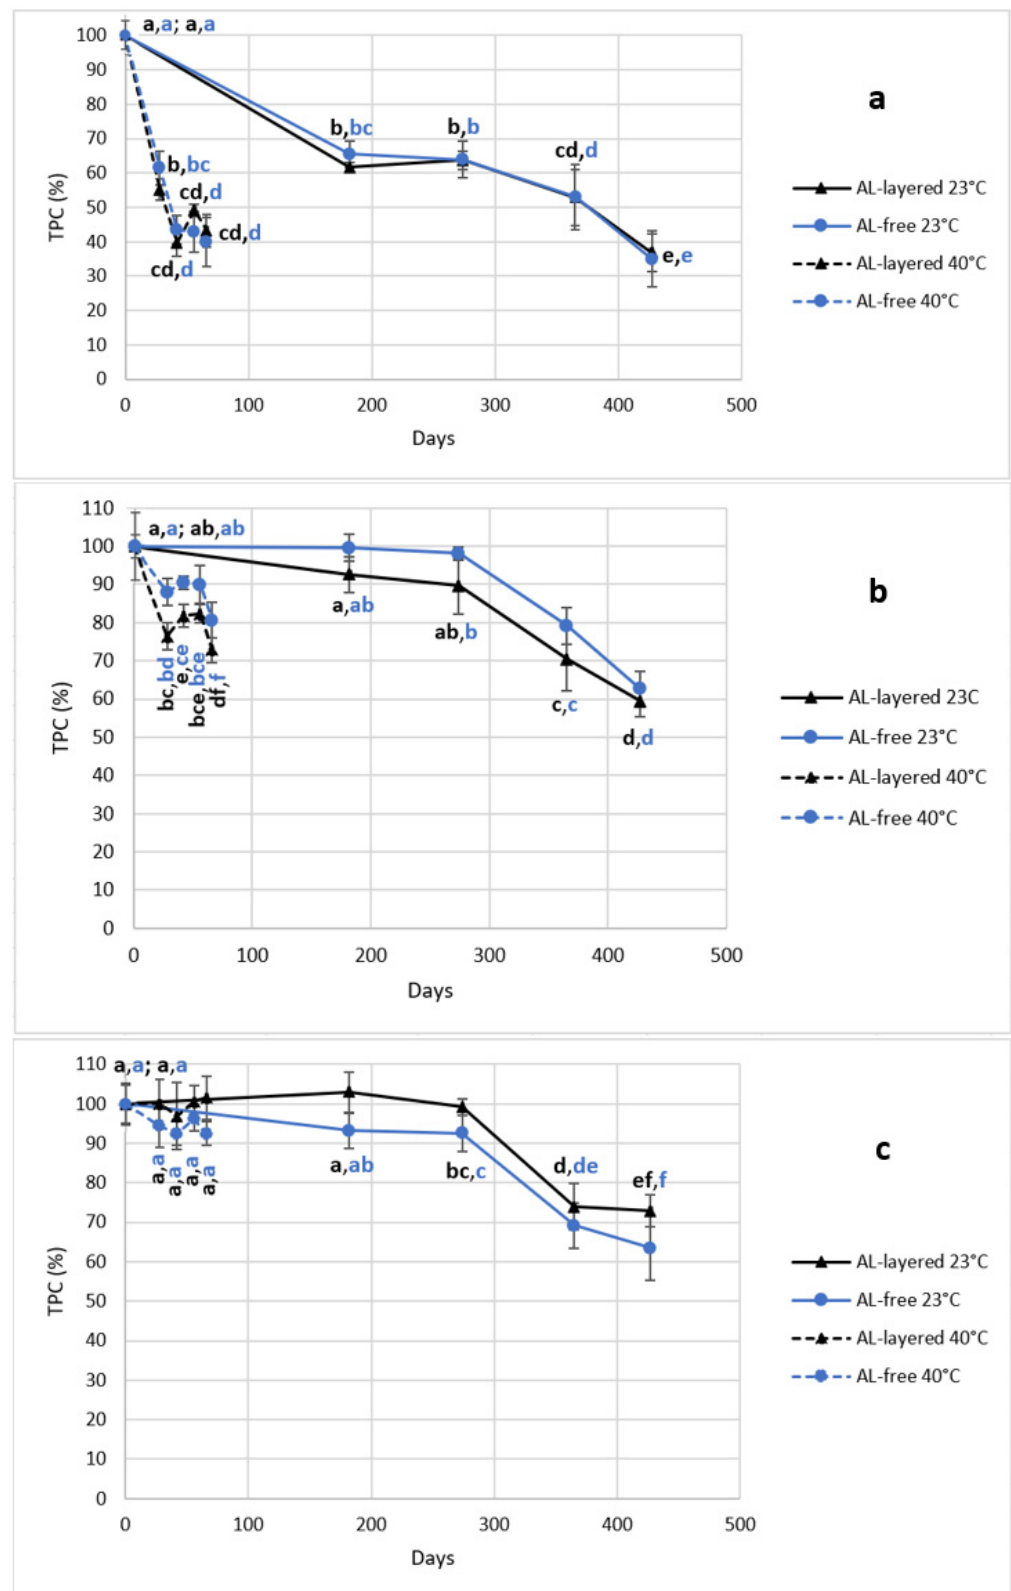 a,a; a,a
100
90
80
70
60
50
40
30
20
10
0
TPC (%)
b,bc
b,b
cd,d
b,bc
cd,d
cd,d
cd,d
e,e
0 100 200 300 400 500
Days
a
AL-layered 23°C
AL-free 23°C
AL-layered 40°C
AL-free 40°C
110
100
90
80
70
60
50
40
30
20
10
0
TPC (%)
a,a; ab,ab
a,ab
ab,b
bc,bd
e,ce
bce,bce
df,f
c,c
d,d
0 100 200 300 400 500
Days
b
AL-layered 23C
AL-free 23°C
AL-layered 40°C
AL-free 40°C
110
100
90
80
70
60
50
40
30
20
10
0
TPC (%)
a,a; a,a
a,a
a,a
a,a
a,a
a,ab
bc,c
d,de
ef,f
0 100 200 300 400 500
Days
c
AL-layered 23°C
AL-free 23°C
AL-layered 40°C
AL-free 40°C